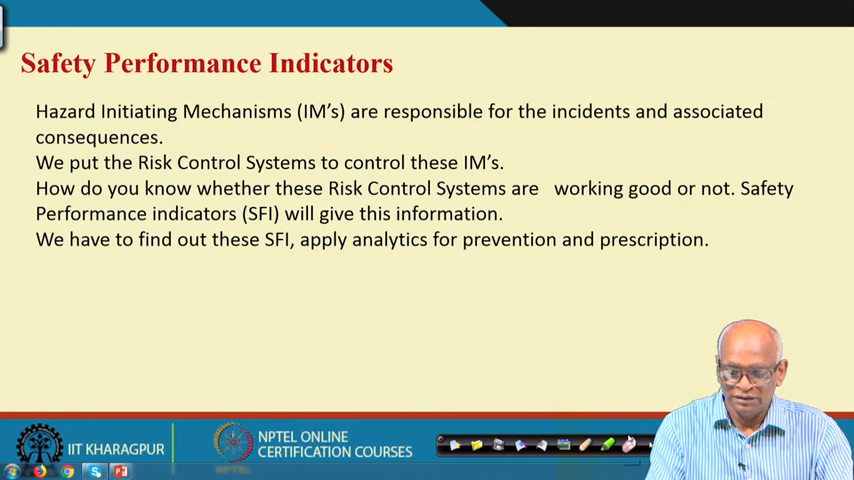 Safety Performance Indicators
Hazard Initiating Mechanisms (IM's) are responsible for the incidents and associated
consequences.
We put the Risk Control Systems to control these IM's.
How do you know whether these Risk Control Systems are working good or not. Safety
Performance indicators (SFI) will give this information.
We have to find out these SFI, apply analytics for prevention and prescription.
IIT KHARAGPUR
NPTEL ONLINE
CERTIFICATION COURSES
NPTEL